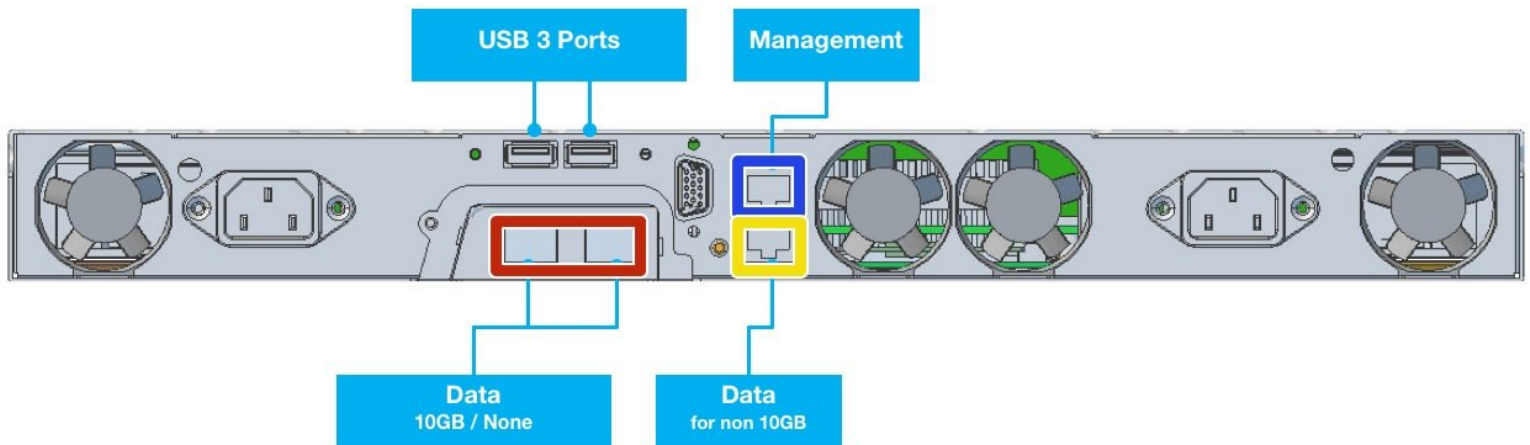 USB 3 Ports
Management
Data
10GB / None
Data
for non 10GB